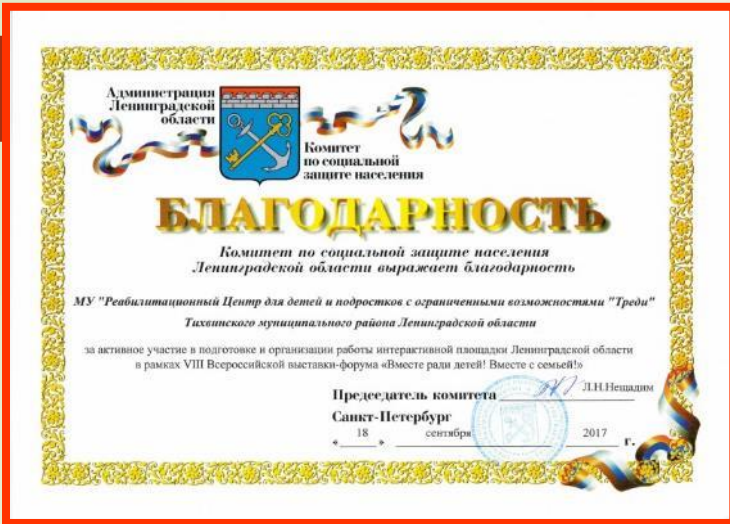 Администрация
Ленинградской
области
Комитет
по социальной
защите населения
БЛАГОДАРНОСТЬ
Комитет по социальной защите населения
Ленинградской области выражает благодарность
МУ "Реабилитационный Центр для детей и подростков с ограниченными возможностями "Треди"
Тихвинского муниципального района Ленинградской области
за активное участие в подготовке и организации работы интерактивной площадки Ленинградской области
в рамках VIII Всероссийской выставки-форума «Вместе ради детей! Вместе с семьей!»
Председатель комитета Л.Н.Нещадим
Санкт-Петербург
« 18 » сентября 2017 г.